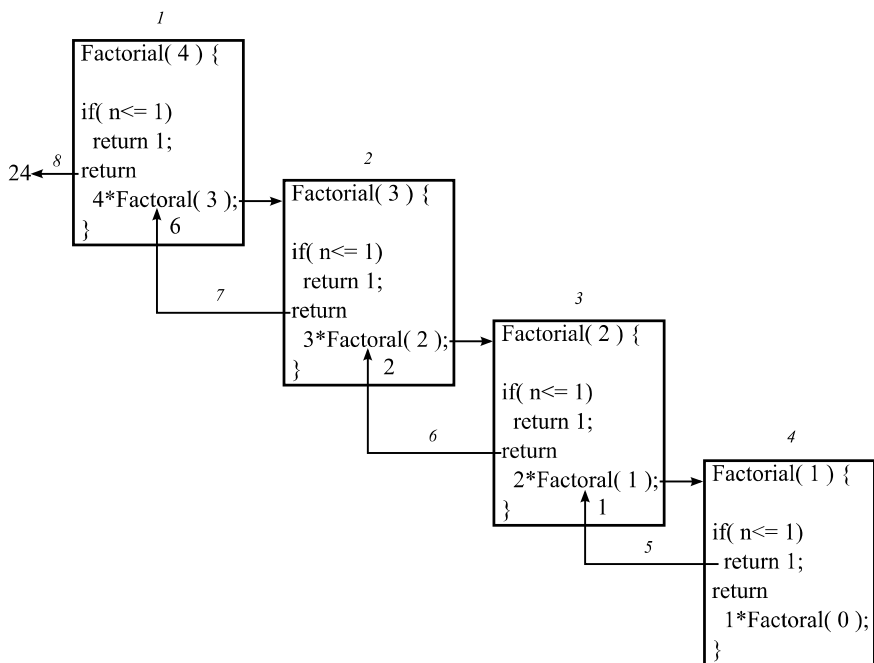 1
Factorial( 4 ) {
if( n<= 1)
return 1;
8
24
return
4*Factoral( 3 );
6
}
2
Factorial( 3 ) {
if( n<= 1)
return 1;
7
return
3*Factoral( 2 );
2
}
3
Factorial( 2 ) {
if( n<= 1)
return 1;
6
return
2*Factoral( 1 );
1
}
4
Factorial( 1 ) {
if( n<= 1)
5
return 1;
return
1*Factoral( 0 );
}